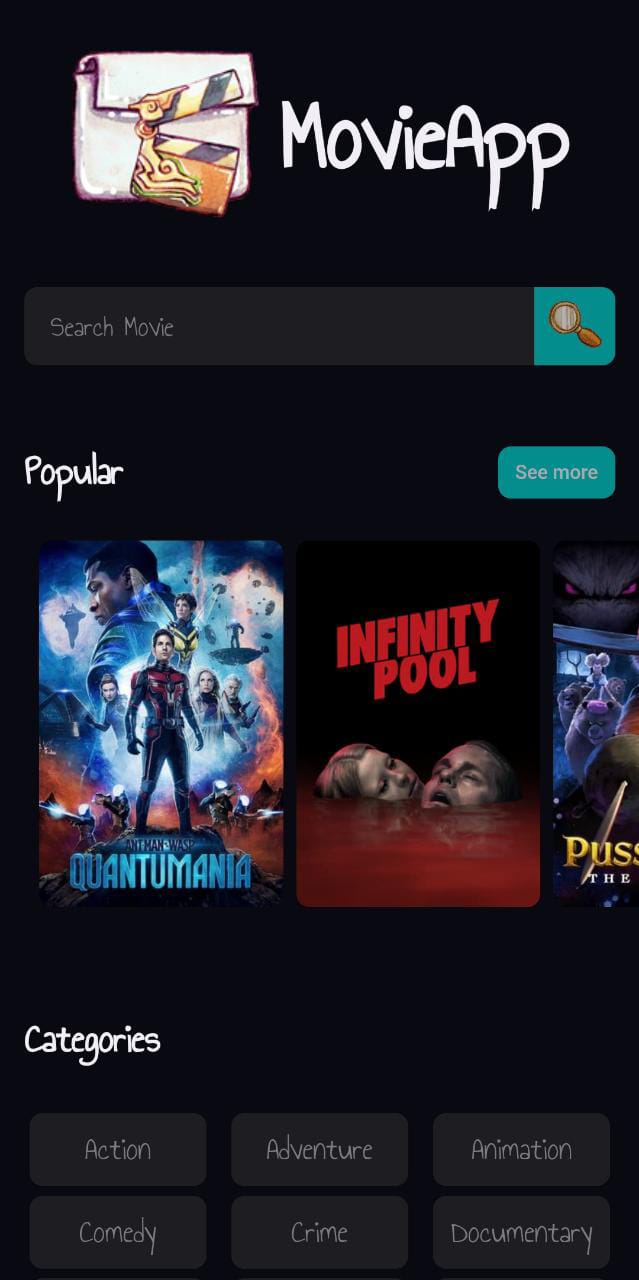 MovieApp
Search Movie
Popular
See more
ANT-MAN AND THE WASP
QUANTUMANIA
INFINITY
POOL
PUSS
THE
Categories
Action
Adventure
Animation
Comedy
Crime
Documentary